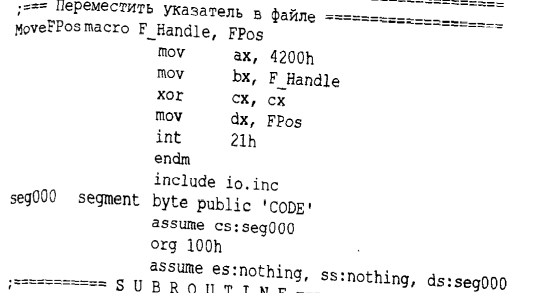 ;=== Переместить указатель в файле ======================
MoveFPos macro F_Handle, FPos
mov ax, 4200h
mov bx, F_Handle
xor cx, cx
mov dx, FPos
int 21h
endm
include io.inc
seg000 segment byte public 'CODE'
assume cs:seg000
org 100h
assume es:nothing, ss:nothing, ds:seg000
;=========== S U B R O U T I N E ===